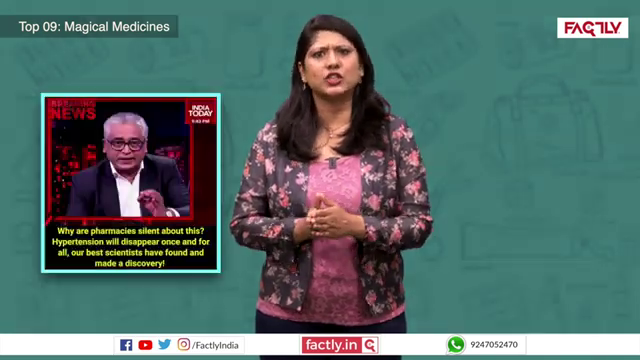 Top 09: Magical Medicines
FACTLY
BREAKING
NEWS
INDIA
TODAY
Why are pharmacies silent about this?
Hypertension will disappear once and for
all, our best scientists have found and
made a discovery!
/FactlyIndia
factly.in
9247052470